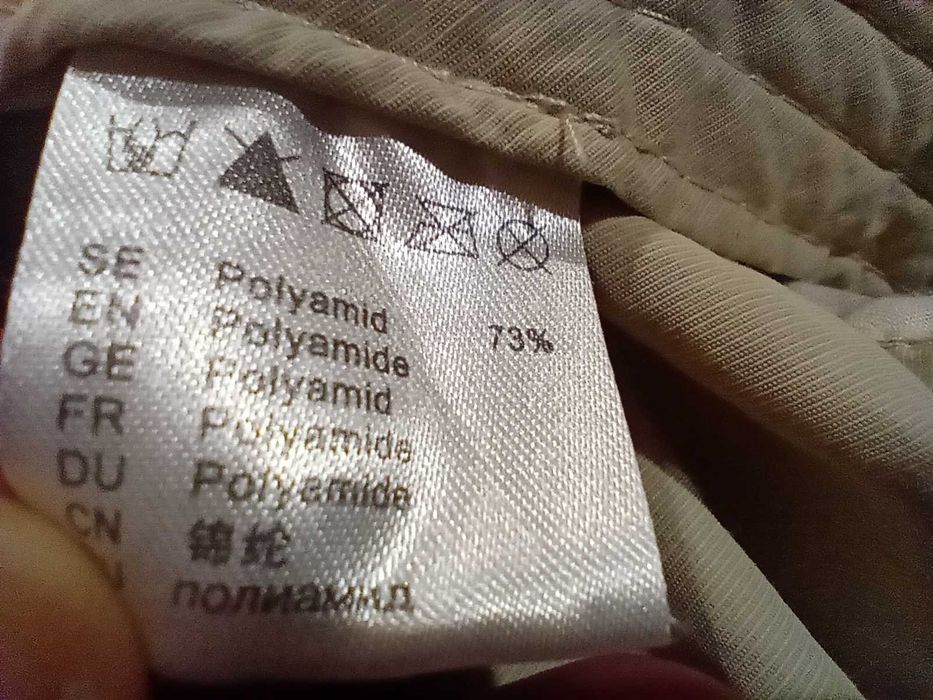 SE Polyamid 73%
EN Polyamide
GE Polyamid
FR Polyamide
DU Polyamide
CN 锦纶
полиамид